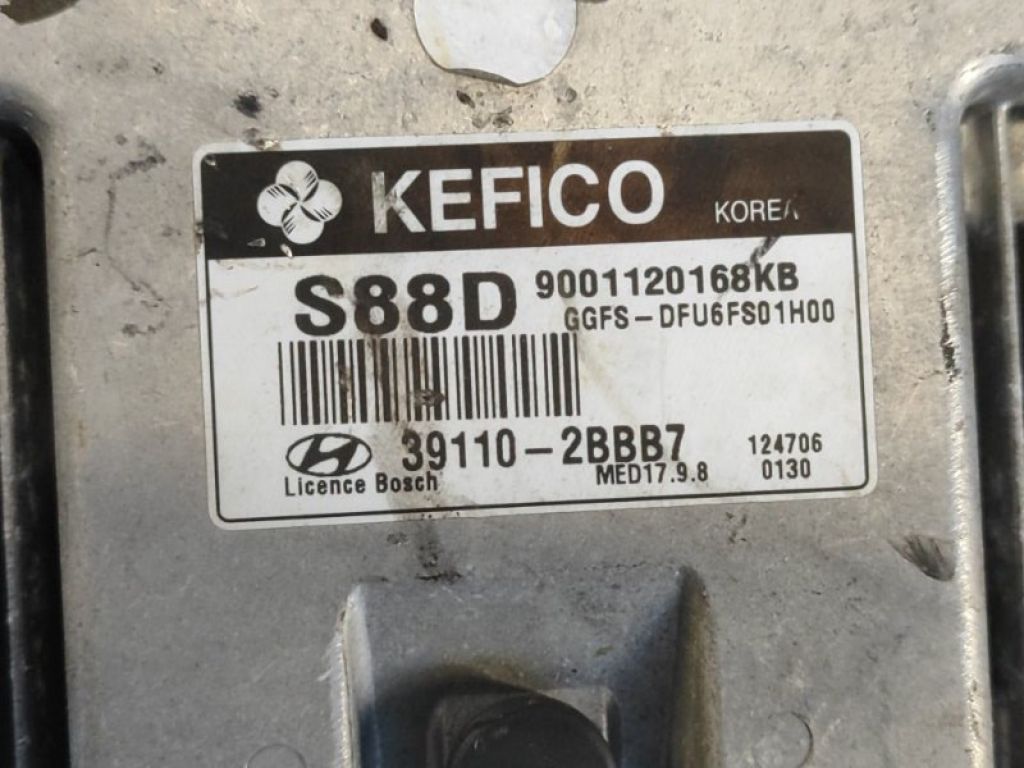 KEFICO KOREA
S88D 9001120168KB
GGFS-DFU6FS01H00
39110-2BBB7 124706
Licence Bosch MED17.9.8 0130